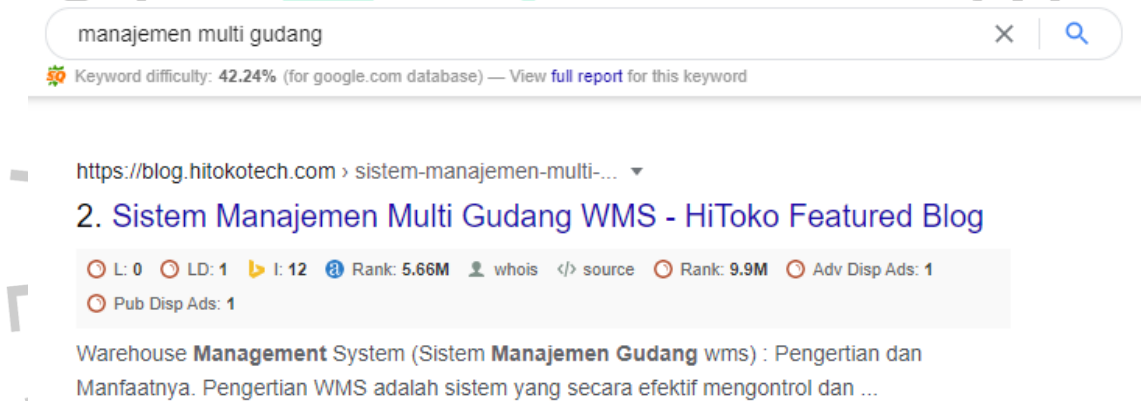 manajemen multi gudang
SQ Keyword difficulty: 42.24% (for google.com database) — View full report for this keyword
https://blog.hitokotech.com › sistem-manajemen-multi-...
2. Sistem Manajemen Multi Gudang WMS - HiToko Featured Blog
L: 0 LD: 1 I: 12 a Rank: 5.66M whois </> source Rank: 9.9M Adv Disp Ads: 1
Pub Disp Ads: 1
Warehouse Management System (Sistem Manajemen Gudang wms) : Pengertian dan
Manfaatnya. Pengertian WMS adalah sistem yang secara efektif mengontrol dan ...